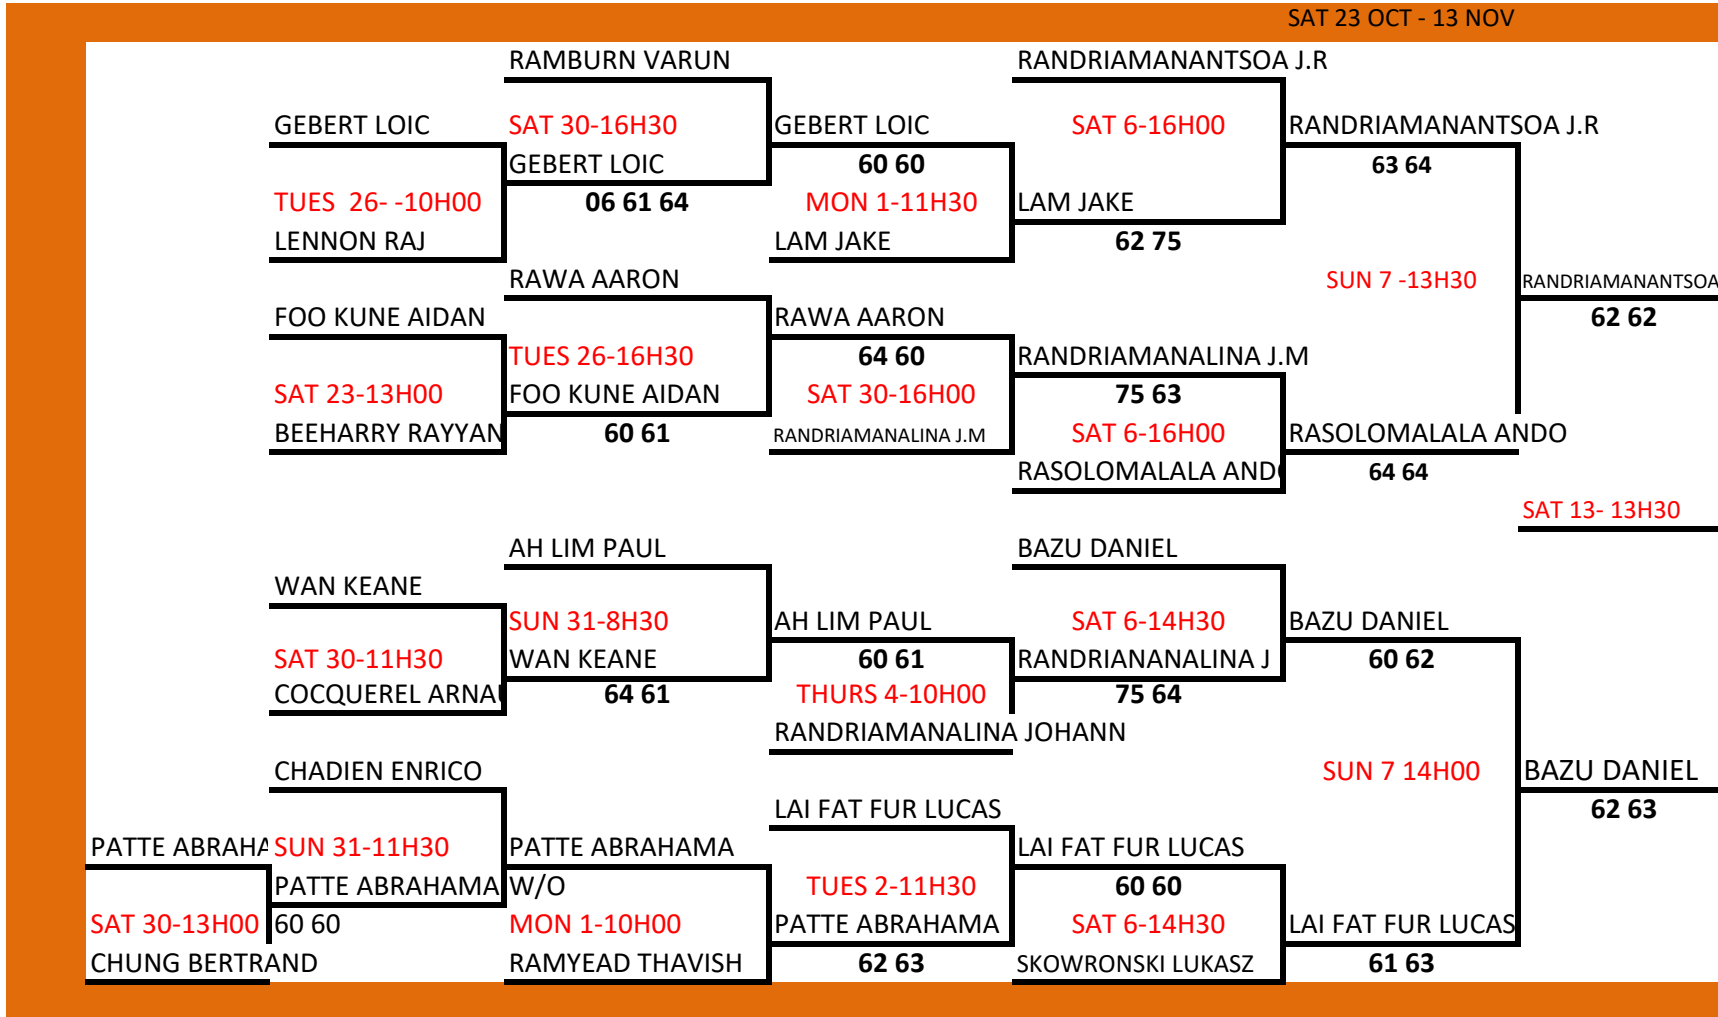 SAT 23 OCT - 13 NOV
RAMBURN VARUN
RANDRIAMANANTSOA J.R
GEBERT LOIC
SAT 30-16H30
GEBERT LOIC
SAT 6-16H00
RANDRIAMANANTSOA J.R
GEBERT LOIC
60 60
63 64
TUES  26- -10H00
06 61 64
MON 1-11H30
LAM JAKE
LENNON RAJ
LAM JAKE
62 75
RAWA AARON
SUN 7 -13H30
RANDRIAMANANTSOA
FOO KUNE AIDAN
RAWA AARON
62 62
TUES 26-16H30
64 60
RANDRIAMANALINA J.M
SAT 23-13H00
FOO KUNE AIDAN
SAT 30-16H00
75 63
BEEHARRY RAYYAN
60 61
RANDRIAMANALINA J.M
SAT 6-16H00
RASOLOMALALA ANDO
RASOLOMALALA ANDO
64 64
SAT 13- 13H30
AH LIM PAUL
BAZU DANIEL
WAN KEANE
SUN 31-8H30
AH LIM PAUL
SAT 6-14H30
BAZU DANIEL
SAT 30-11H30
WAN KEANE
60 61
RANDRIANANALINA J
60 62
COCQUEREL ARNAU
64 61
THURS 4-10H00
75 64
RANDRIAMANALINA JOHANN
CHADIEN ENRICO
SUN 7 14H00
BAZU DANIEL
LAI FAT FUR LUCAS
62 63
PATTE ABRAHA
SUN 31-11H30
PATTE ABRAHAMA
LAI FAT FUR LUCAS
PATTE ABRAHAMA
W/O
TUES 2-11H30
60 60
SAT 30-13H00
60 60
MON 1-10H00
PATTE ABRAHAMA
SAT 6-14H30
LAI FAT FUR LUCAS
CHUNG BERTRAND
RAMYEAD THAVISH
62 63
SKOWRONSKI LUKASZ
61 63